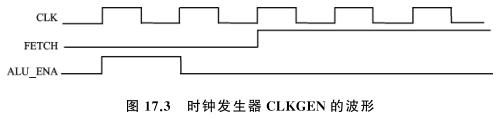 CLK
FETCH
ALU_ENA
图 17.3 时钟发生器 CLKGEN 的波形